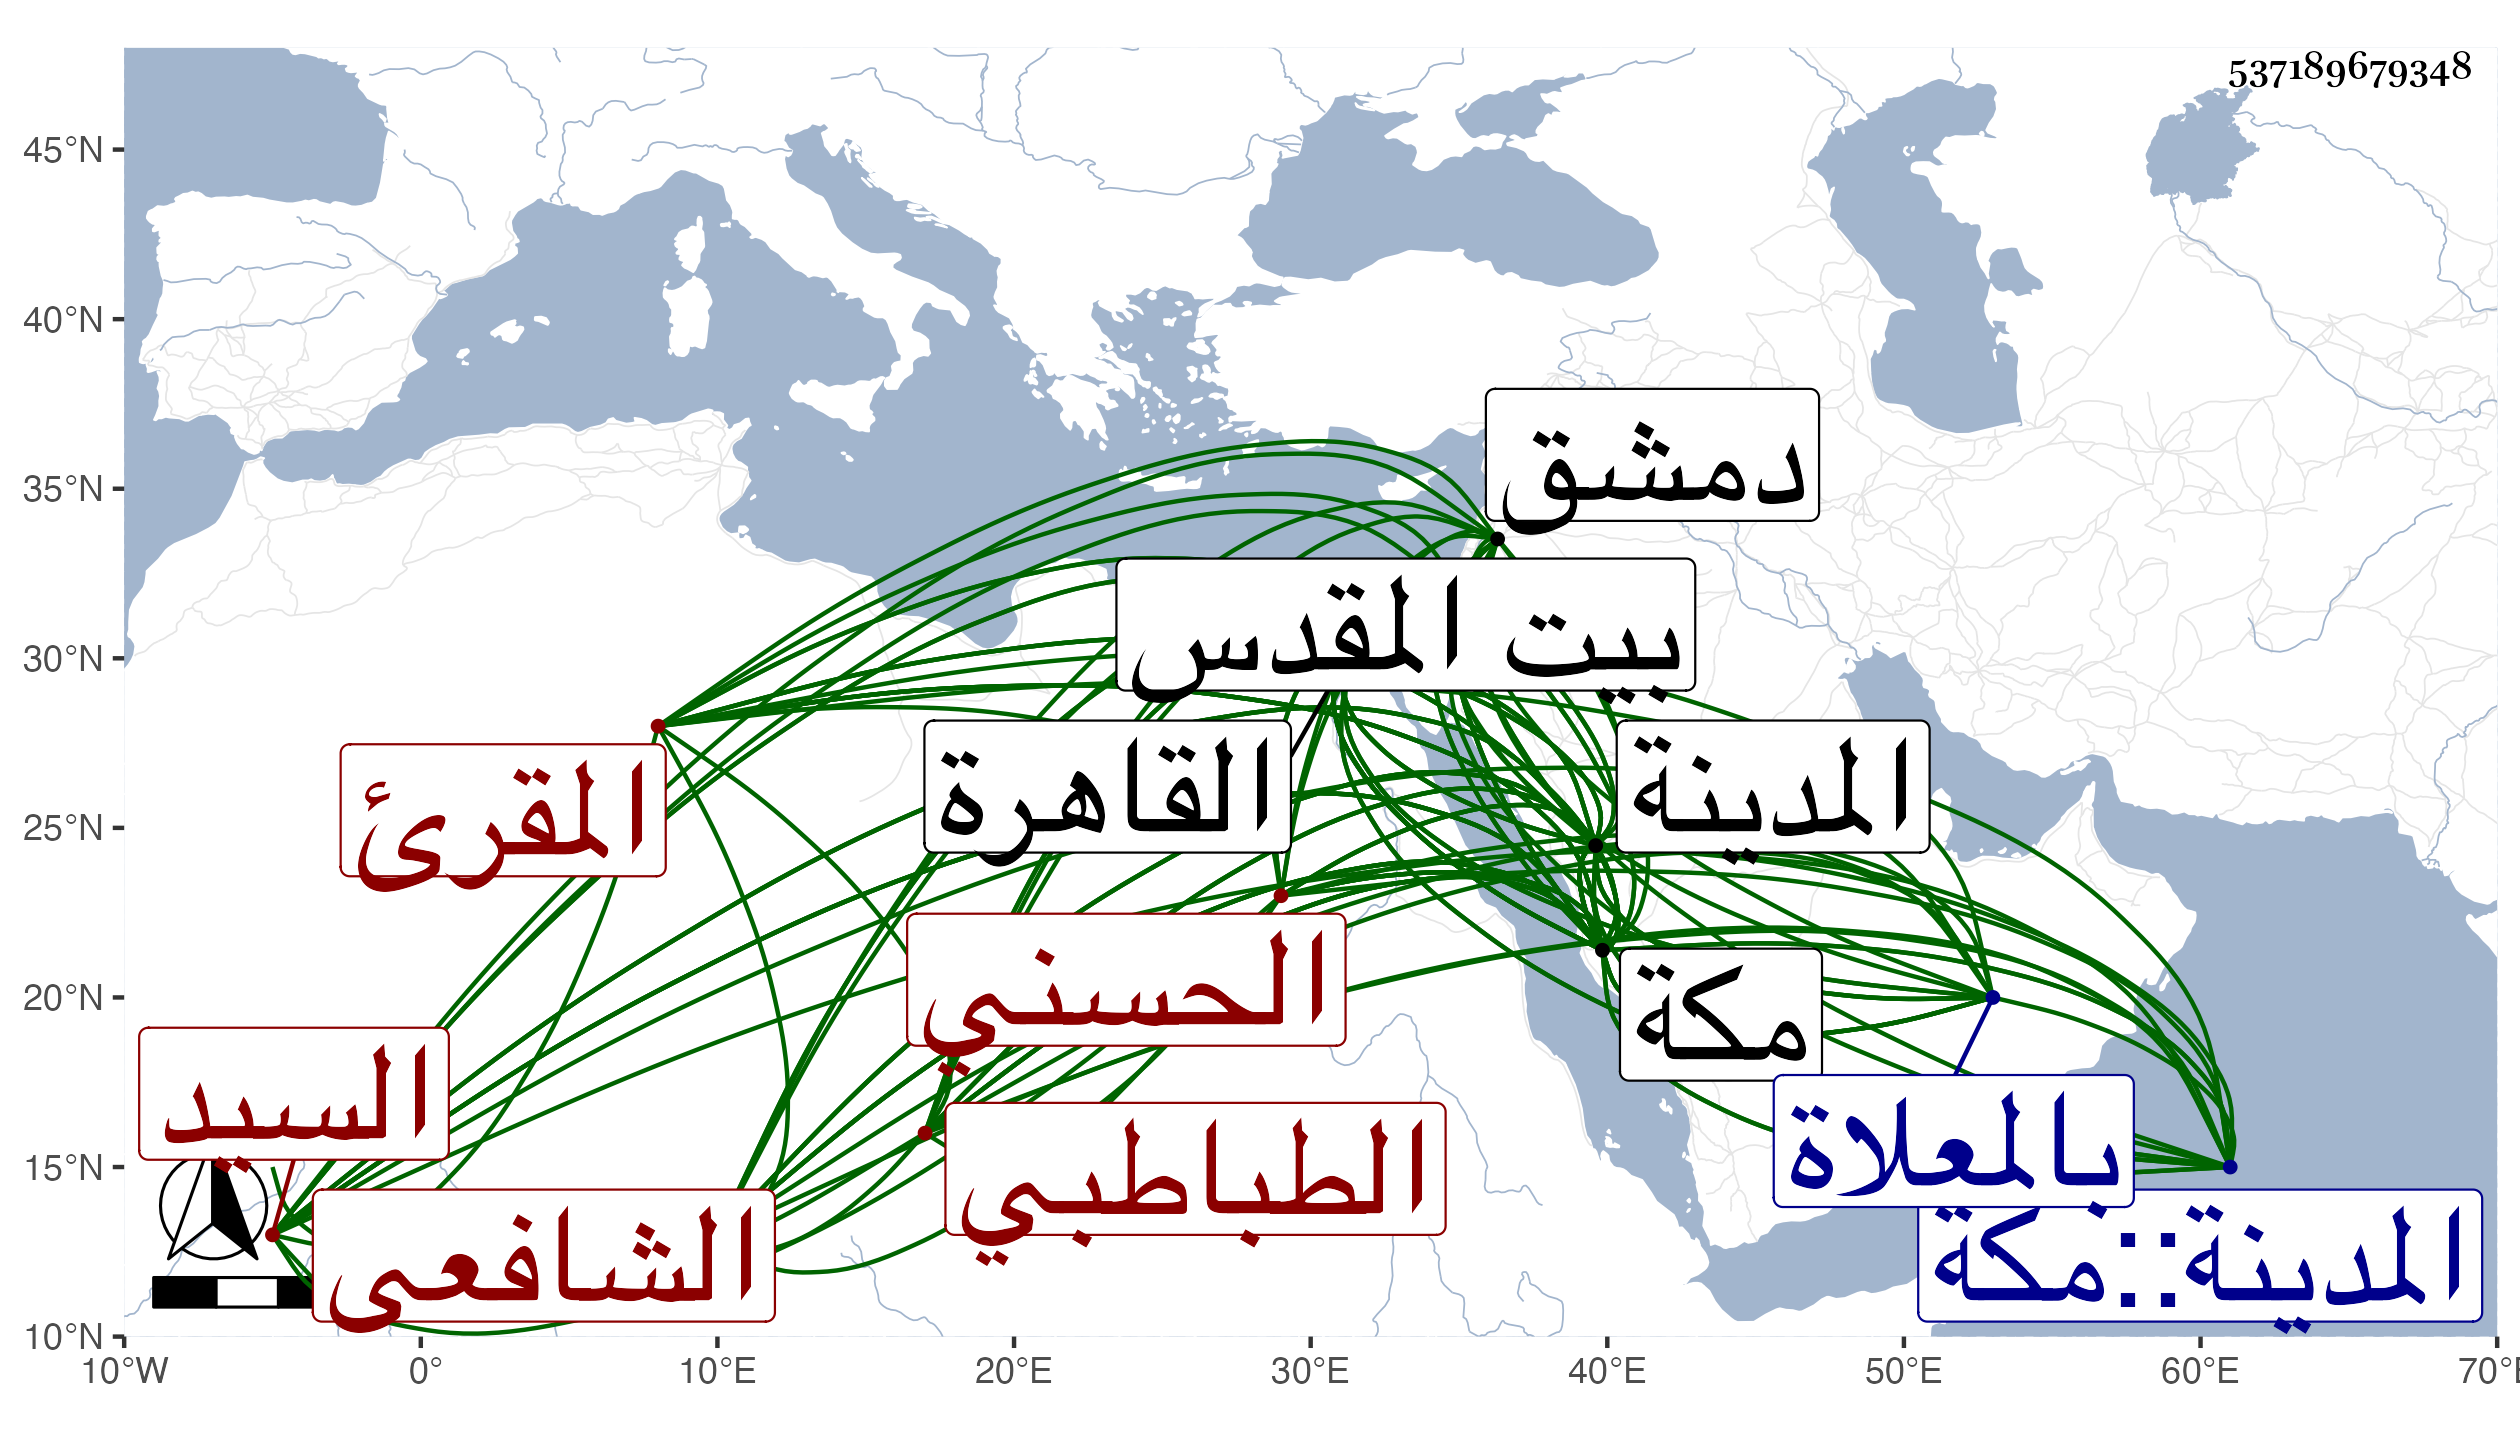 537189679348
45°N
40°N
35°N
30°N
25°N
20°N
15°N
10°N
دمشق
بيت المقدس
القاهرة
المدينة
المقرئ
الحسني
مكة
السيد
الطباطبي
بالمعلاة
الشافعي
المدينة::مكة
10°W
0°
10°E
20°E
30°E
40°E
50°E
60°E
70°E